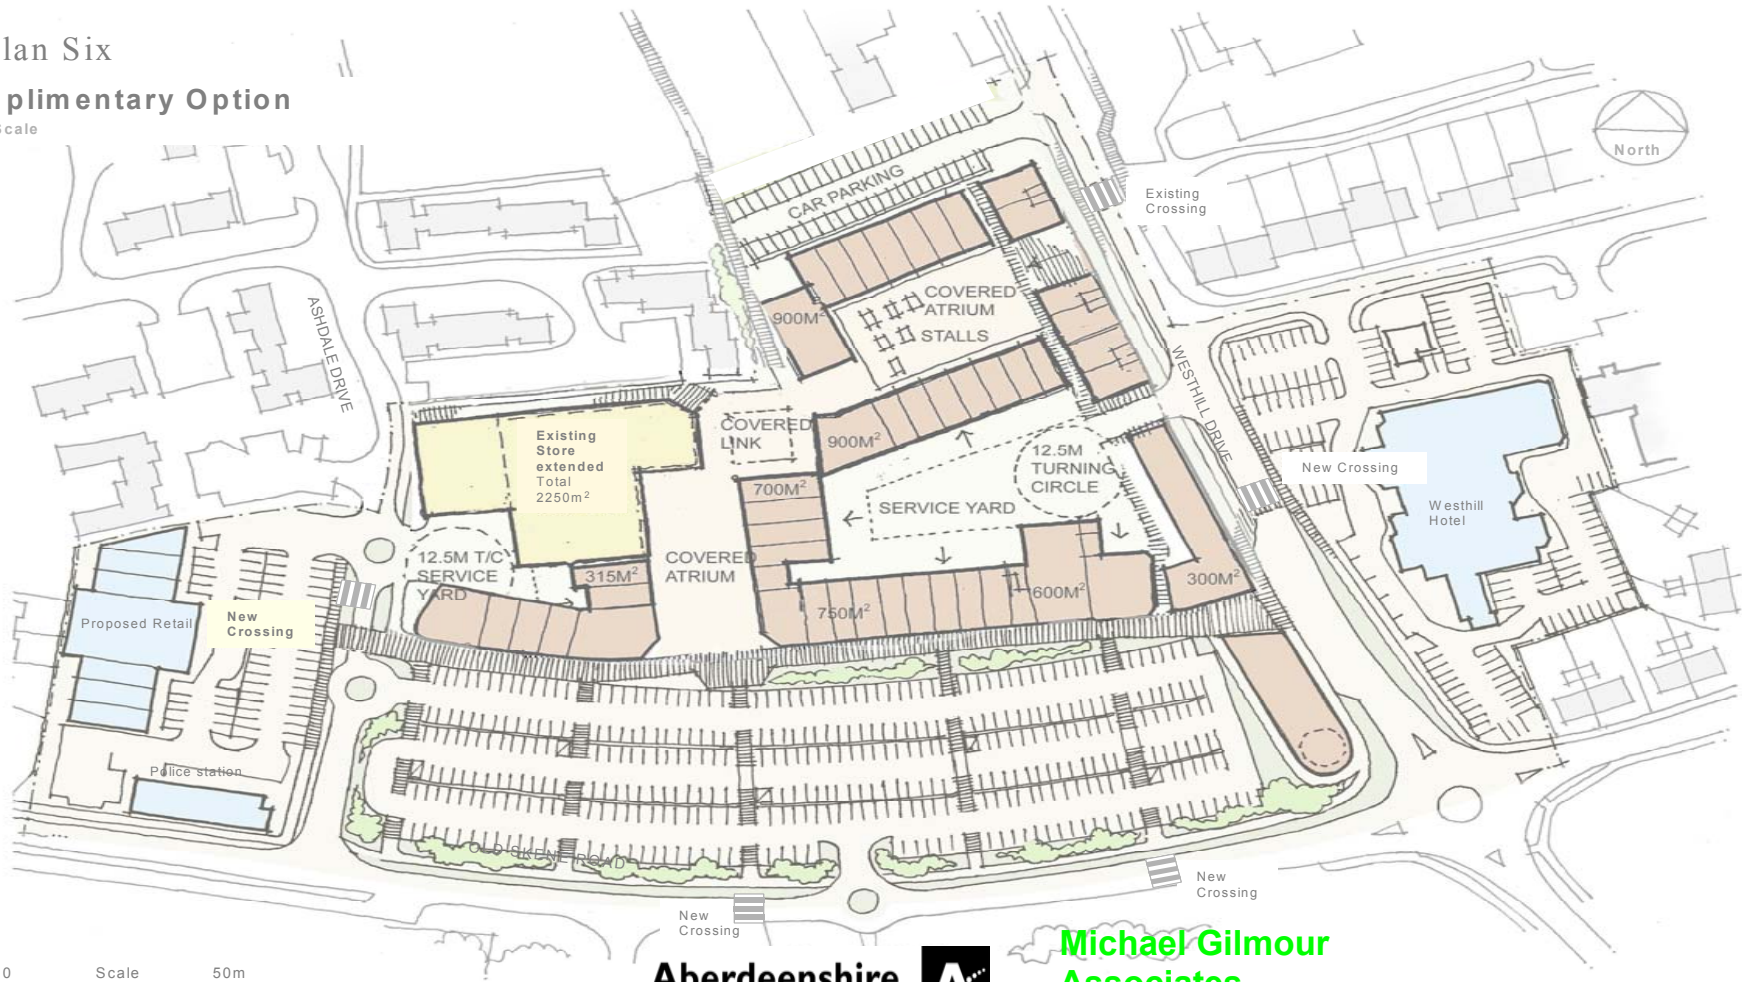 lan Six
plimentary Option
Scale
North
CAR PARKING
Existing
Crossing
ASHDALE DRIVE
900M²
COVERED
ATRIUM
STALLS
WESTHILL DRIVE
Existing
Store
extended
Total
2250m²
COVERED
LINK
900M²
12.5M
TURNING
CIRCLE
New Crossing
700M²
SERVICE YARD
Westhill
Hotel
12.5M T/C
SERVICE
YARD
315M²
COVERED
ATRIUM
300M²
600M²
750M²
Proposed Retail
New
Crossing
Police station
OLD SKENE ROAD
New
Crossing
New
Crossing
0 Scale 50m
Aberdeenshire
Michael Gilmour
Associates